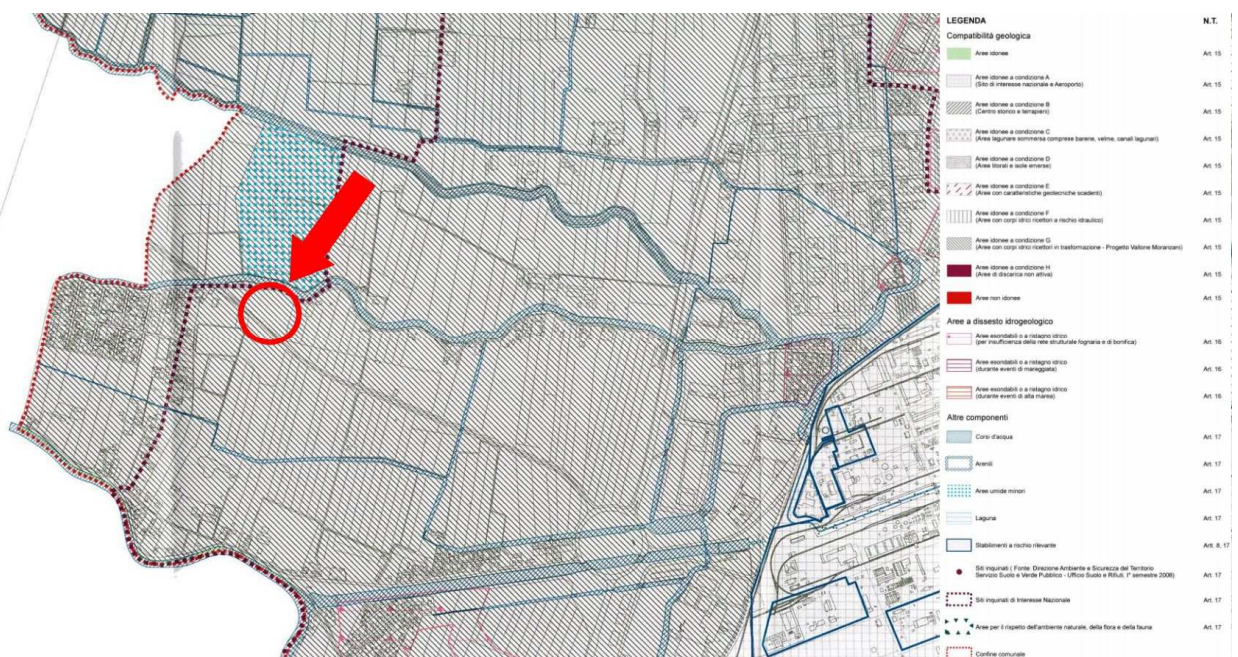 LEGENDA N.T.
Compatibilità geologica
Aree idonee Art. 15
Aree idonee a condizione A
(Sito di interesse nazionale e Aeroporto) Art. 15
Aree idonee a condizione B
(Centro storico e terrapieni) Art. 15
Aree idonee a condizione C
(Area lagunare sommersa comprese barene, velme, canali lagunari) Art. 15
Aree idonee a condizione D
(Aree litorali e isole emerse) Art. 15
Aree idonee a condizione E
(Aree con caratteristiche geotecniche scadenti) Art. 15
Aree idonee a condizione F
(Aree con corpi idrici ricettori a rischio idraulico) Art. 15
Aree idonee a condizione G
(Aree con corpi idrici ricettori in trasformazione - Progetto Vallone Moranzani) Art. 15
Aree idonee a condizione H
(Aree di discarica non attiva) Art. 15
Aree non idonee Art. 15
Aree a dissesto idrogeologico
Aree esondabili o a ristagno idrico
(per insufficienza della rete strutturale fognaria e di bonifica) Art. 16
Aree esondabili o a ristagno idrico
(durante eventi di mareggiata) Art. 16
Aree esondabili o a ristagno idrico
(durante eventi di alta marea) Art. 16
Altre componenti
Corsi d'acqua Art. 17
Arenili Art. 17
Aree umide minori Art. 17
Laguna Art. 17
Stabilimenti a rischio rilevante Artt. 8, 17
Siti inquinati ( Fonte: Direzione Ambiente e Sicurezza del Territorio
Servizio Suolo e Verde Pubblico - Ufficio Suolo e Rifiuti, I° semestre 2008) Art. 17
Siti inquinati di Interesse Nazionale Art. 17
Aree per il rispetto dell'ambiente naturale, della flora e della fauna Art. 17
Confine comunale